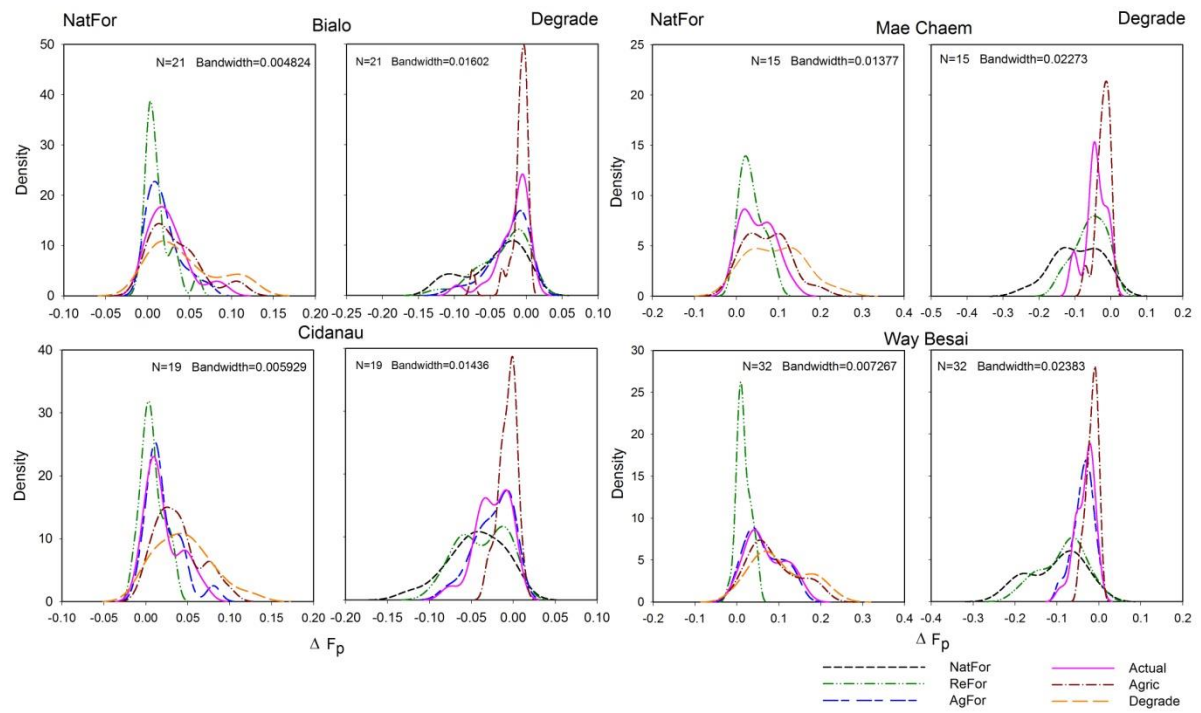 NatFor Bialo Degrade NatFor Mae Chaem Degrade
N=21 Bandwidth=0.004824
N=21 Bandwidth=0.01602
N=15 Bandwidth=0.01377
N=15 Bandwidth=0.02273
Density
50
40
30
20
10
0
-0.10 -0.05 0.00 0.05 0.10 0.15 0.20
-0.20 -0.15 -0.10 -0.05 0.00 0.05 0.10
Density
25
20
15
10
5
0
-0.2 -0.1 0.0 0.1 0.2 0.3 0.4
-0.5 -0.4 -0.3 -0.2 -0.1 0.0 0.1 0.2
Cidanau
Way Besai
N=19 Bandwidth=0.005929
N=19 Bandwidth=0.01436
N=32 Bandwidth=0.007267
N=32 Bandwidth=0.02383
Density
40
30
20
10
0
-0.10 -0.05 0.00 0.05 0.10 0.15 0.20
-0.20 -0.15 -0.10 -0.05 0.00 0.05 0.10
Density
30
25
20
15
10
5
0
-0.2 -0.1 0.0 0.1 0.2 0.3 0.4
-0.4 -0.3 -0.2 -0.1 0.0 0.1 0.2
Δ Fp
Δ Fp
NatFor Actual
ReFor Agric
AgFor Degrade